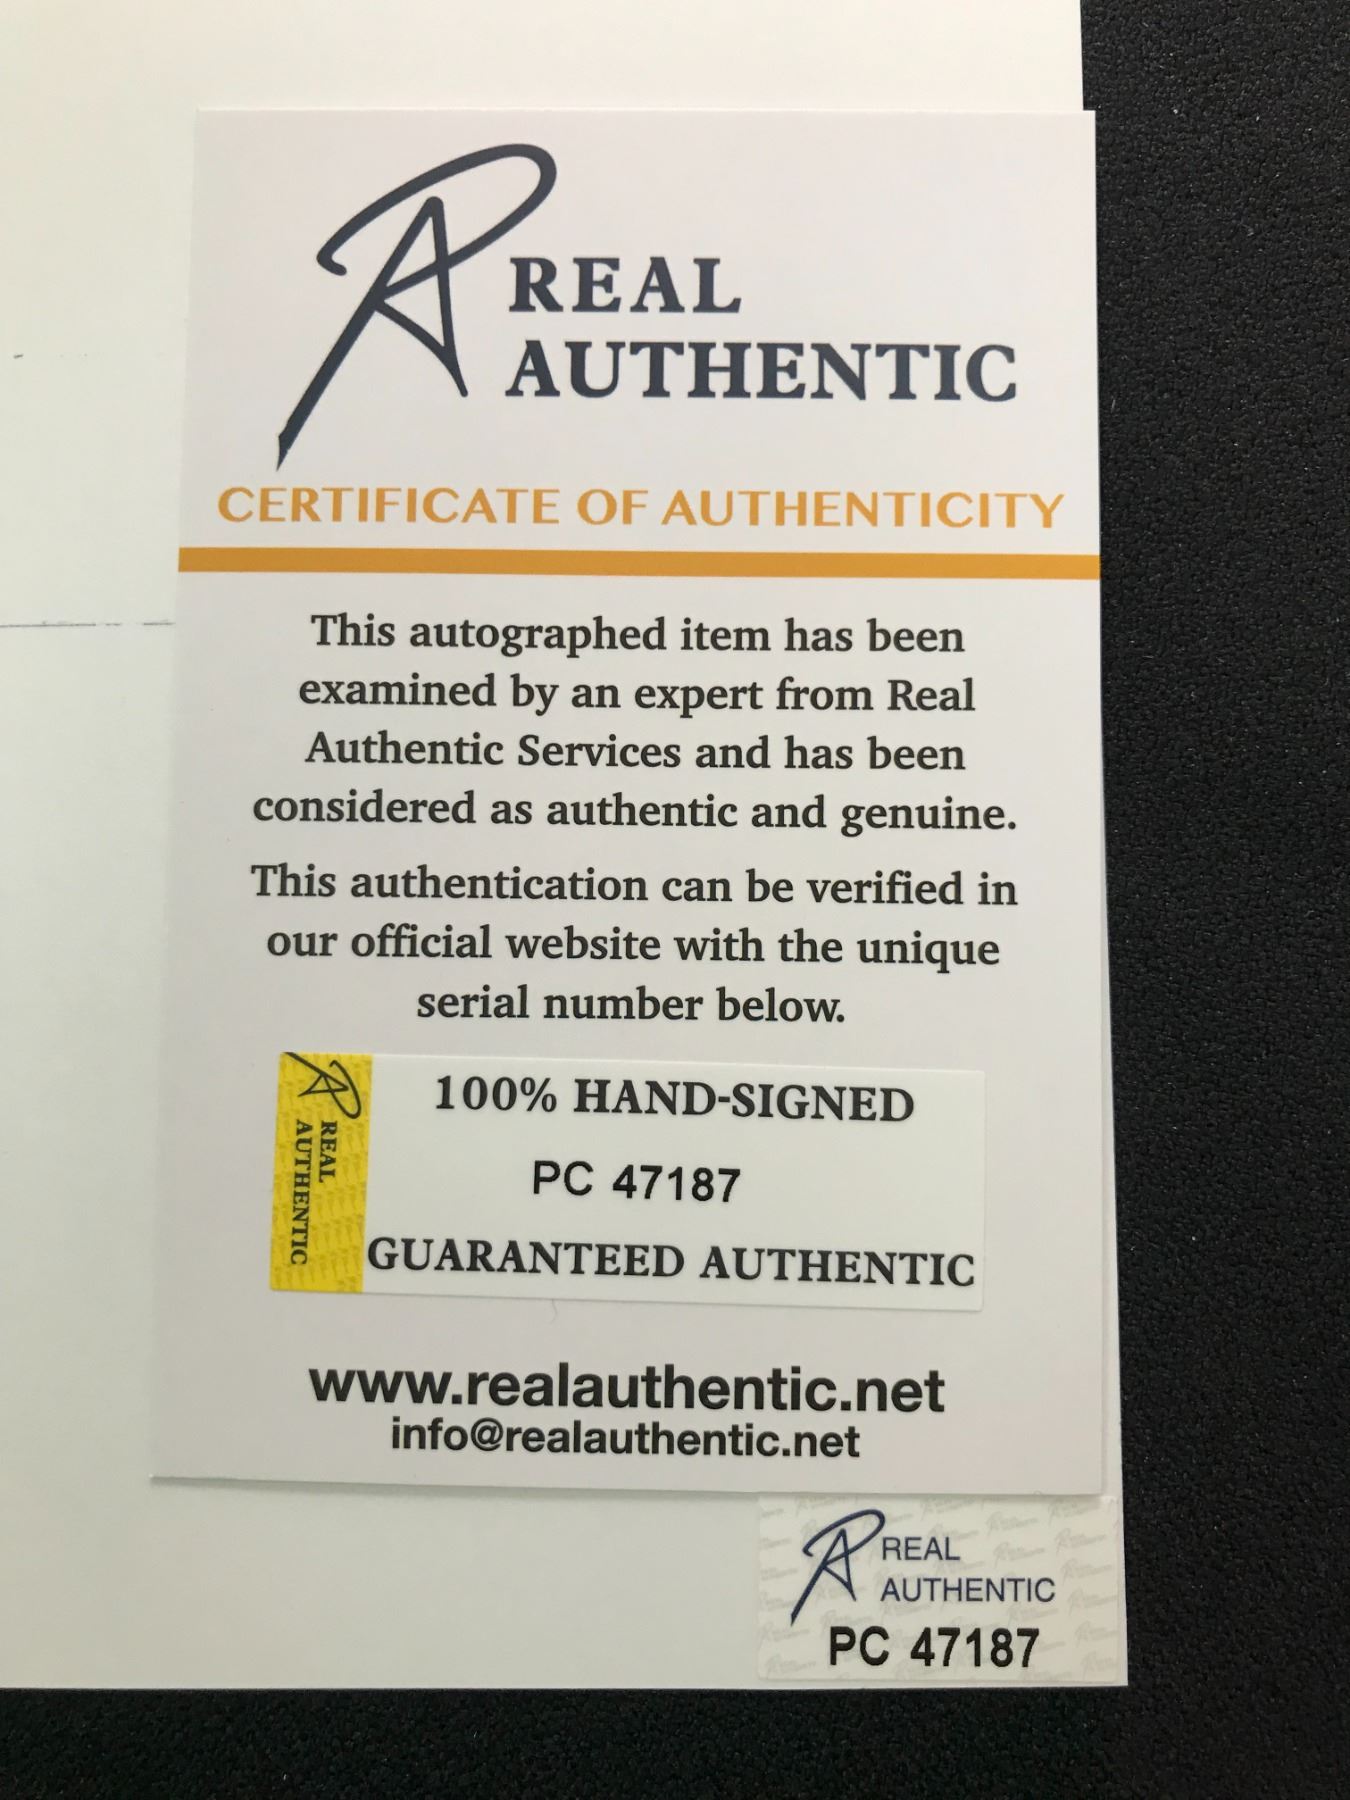 REAL
AUTHENTIC
CERTIFICATE OF AUTHENTICITY
This autographed item has been
examined by an expert from Real
Authentic Services and has been
considered as authentic and genuine.
This authentication can be verified in
our official website with the unique
serial number below.
REAL
AUTHENTIC
100% HAND-SIGNED
PC 47187
GUARANTEED AUTHENTIC
www.realauthentic.net
info@realauthentic.net
REAL
AUTHENTIC
PC 47187